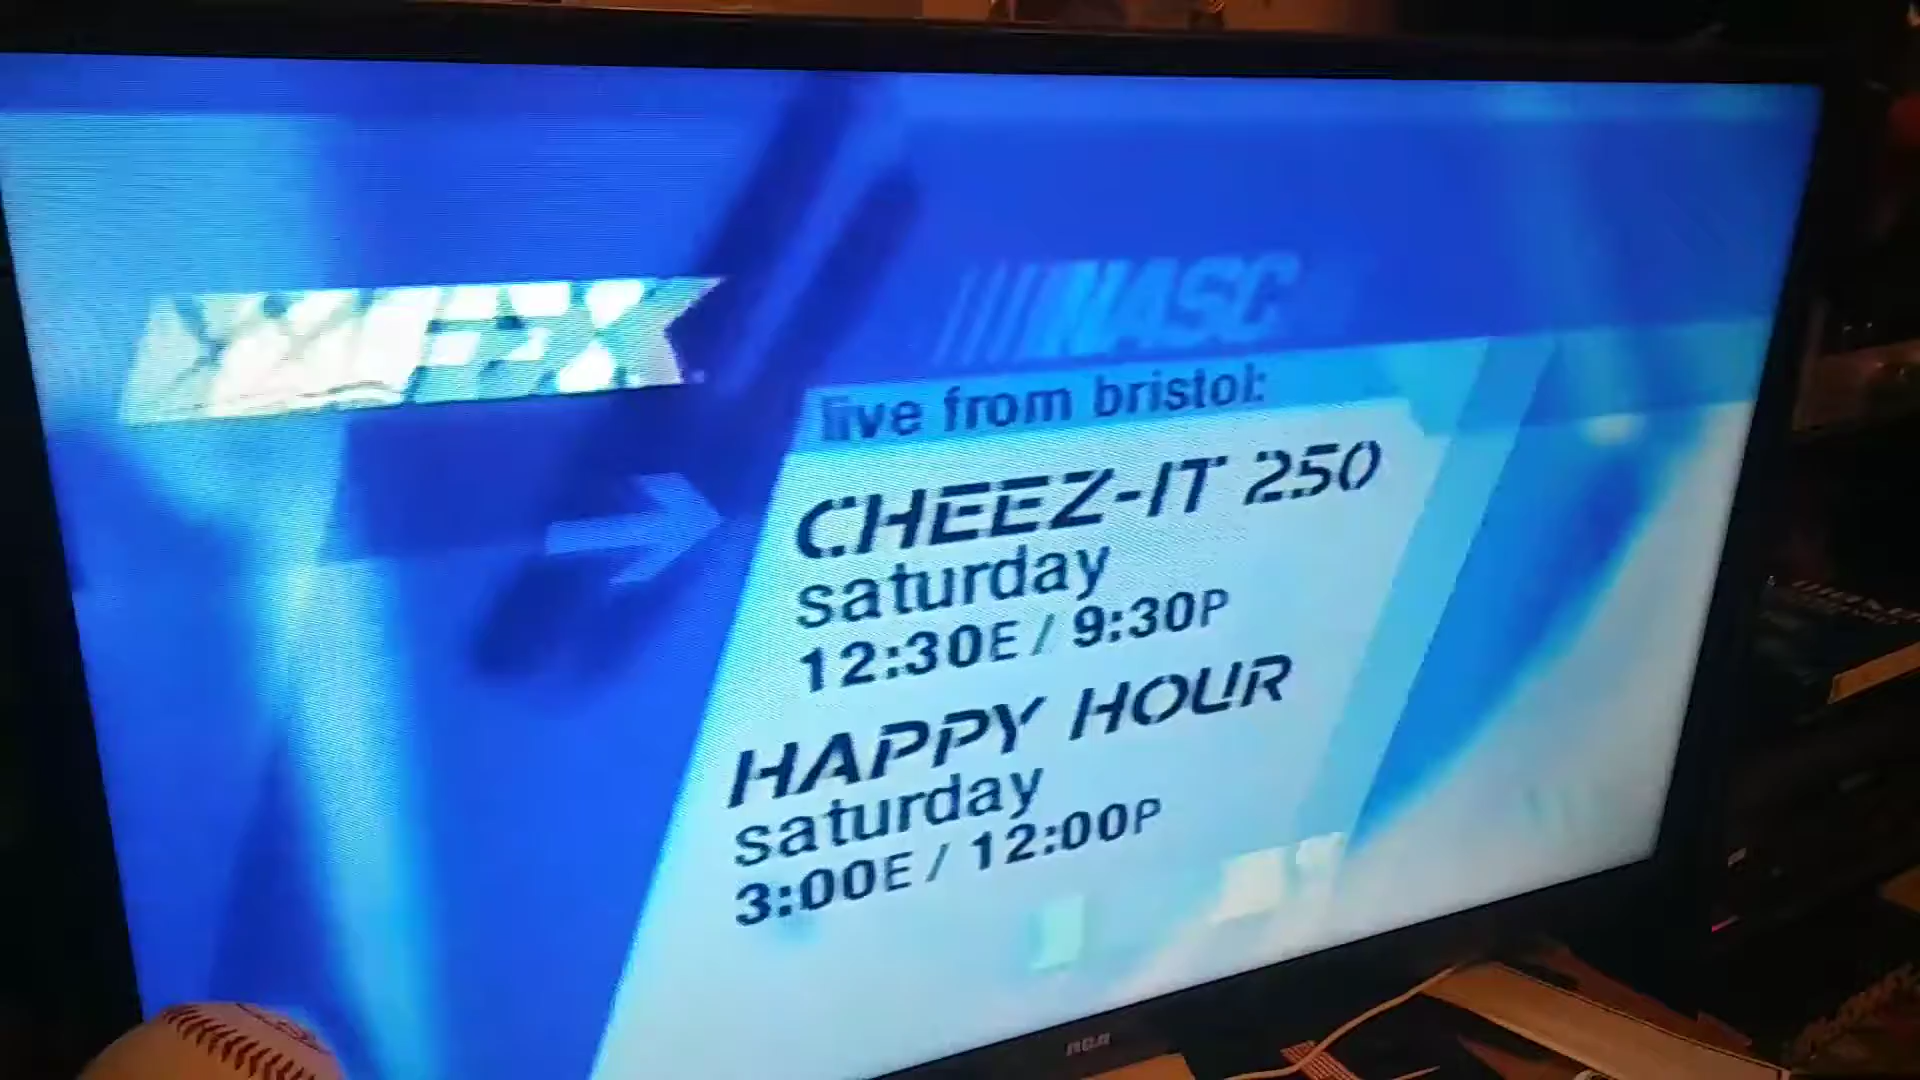 FX
NASC
live from bristol:
CHEEZ-IT 250
saturday
12:30E / 9:30P
HAPPY HOUR
saturday
3:00E / 12:00P
RCA